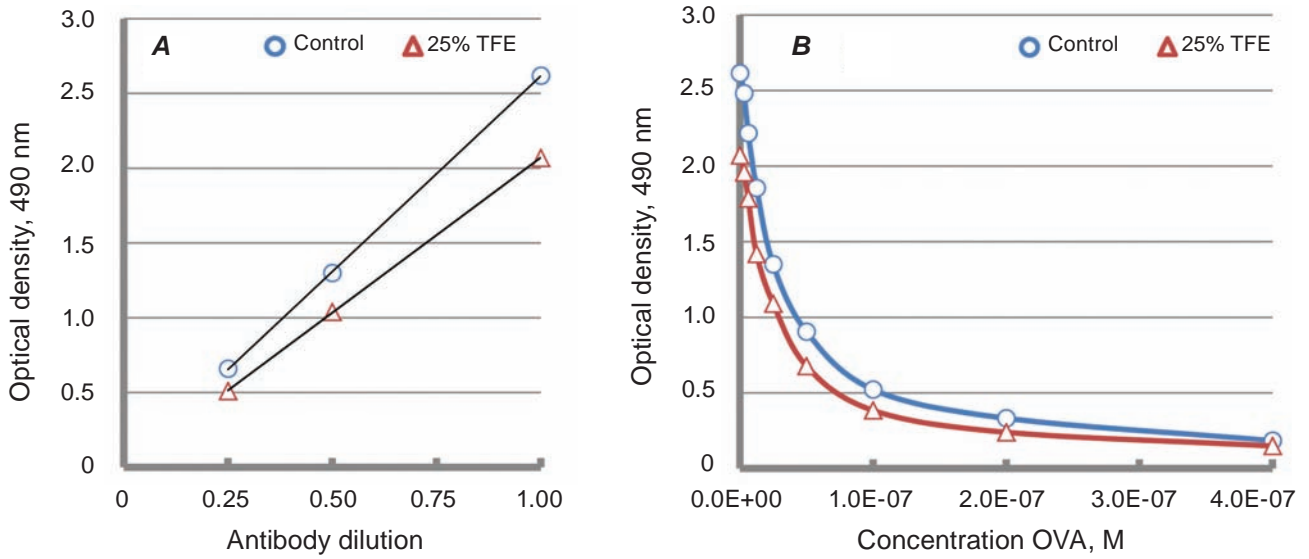 A
Control
25% TFE
3.0
2.5
2.0
1.5
1.0
0.5
0
Optical density, 490 nm
0 0.25 0.50 0.75 1.00
Antibody dilution
B
Control
25% TFE
3.0
2.5
2.0
1.5
1.0
0.5
0
Optical density, 490 nm
0.0E+00 1.0E-07 2.0E-07 3.0E-07 4.0E-07
Concentration OVA, M